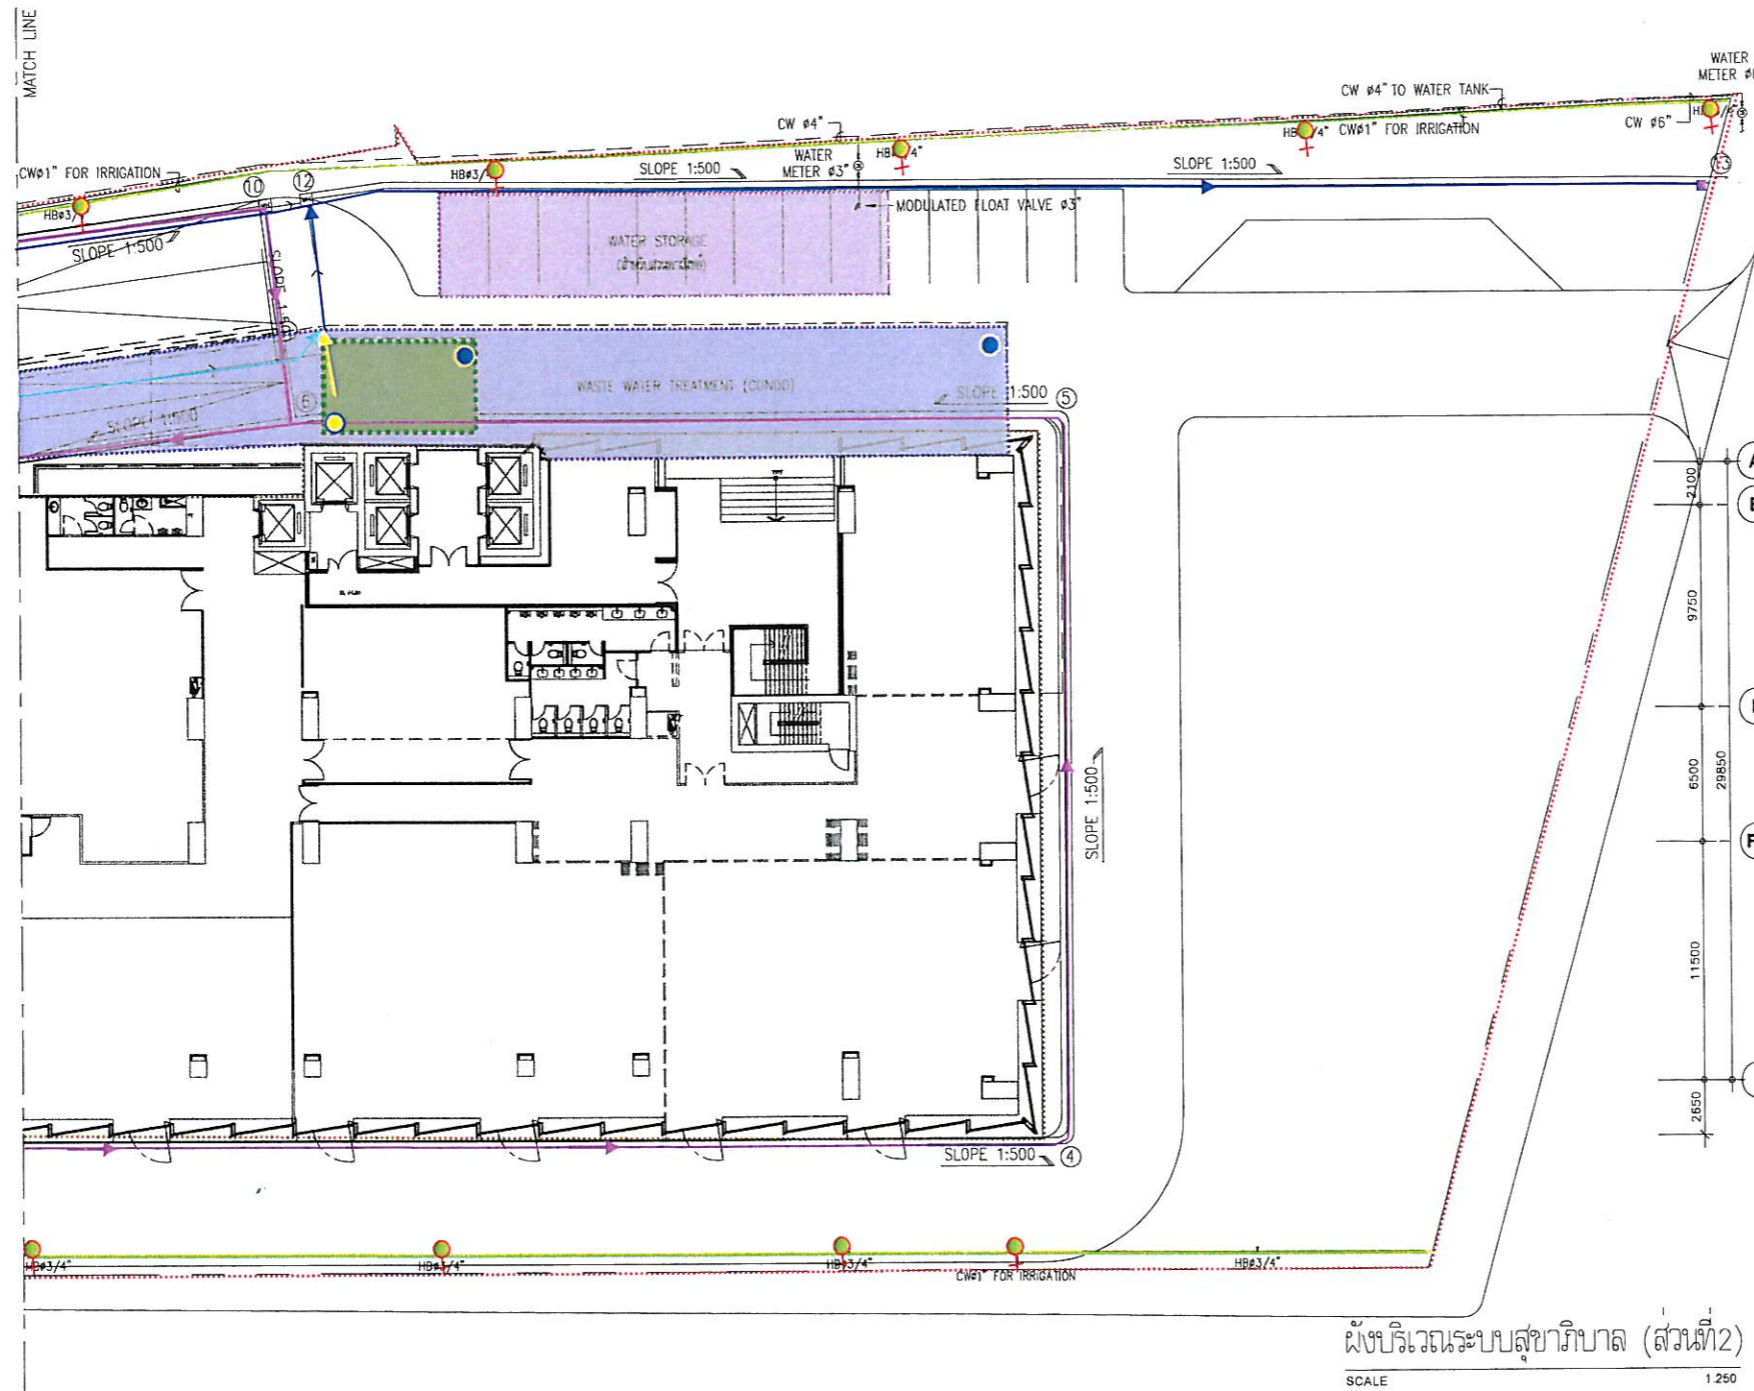 MATCH LINE
WATER
CW ø4" TO WATER TANK
METER
CW ø4"
CWø1" FOR IRRIGATION
CW ø6"
WATER
METER ø3"
SLOPE 1:500
SLOPE 1:500
CWø1" FOR IRRIGATION
10
12
HBø3/
HBø3/
MODULATED FLOAT VALVE ø3"
SLOPE 1:500
WATER STORAGE
WASTE WATER TREATMENT (CONDO)
SLOPE 1:500
5
6
SLOPE 1:500
A
2100
9750
6500
29850
SLOPE 1:500
11500
2650
SLOPE 1:500
4
HBø3/4"
HBø3/4"
HBø3/4"
HBø3/4"
CWø1" FOR IRRIGATION
ผังบริเวณระบบสุขาภิบาล (ส่วนที่2)
SCALE 1:250